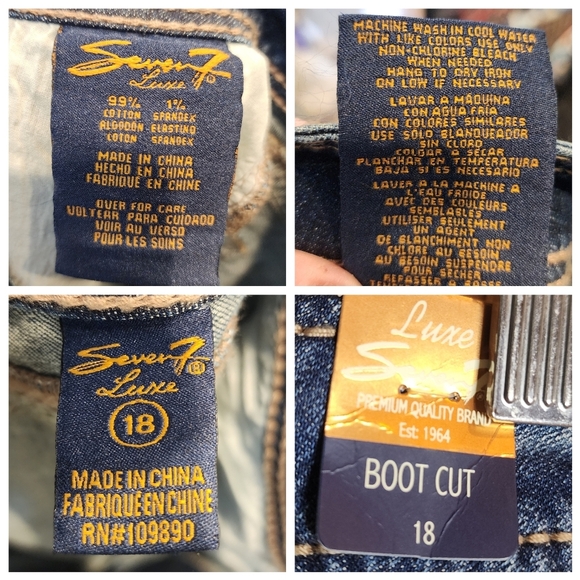 Seven7
Luxe ®
99% 1%
COTTON SPANDEX
ALGODON ELASTINO
COTON SPANDEX
MADE IN CHINA
HECHO EN CHINA
FABRIQUÉ EN CHINE
OVER FOR CARE
VOLTEAR PARA CUIDADO
VOIR AU VERSO
POUR LES SOINS
MACHINE WASH IN COOL WATER
WITH LIKE COLORS USE ONLY
NON-CHLORINE BLEACH
WHEN NEEDED
HANG TO DRY IRON
ON LOW IF NECESSARY
LAVAR A MAQUINA
CON AGUA FRIA
CON COLORES SIMILARES
USE SOLO BLANQUEADOR
SIN CLORO
COLGAR A SECAR
PLANCHAR EN TEMPERATURA
BAJA SI ES NECESARIO
LAVER A LA MACHINE A
L'EAU FROIDE
AVEC DES COULEURS
SEMBLABLES
UTILISER SEULEMENT
UN AGENT
DE BLANCHIMENT NON
CHLORE AU BESOIN
AU BESOIN SUSPENDRE
POUR SECHER
REPASSER A BASSE
Seven7®
Luxe
18
MADE IN CHINA
FABRIQUÉ EN CHINE
RN#109890
Luxe
Seven7
PREMIUM QUALITY BRAND
Est: 1964
BOOT CUT
18